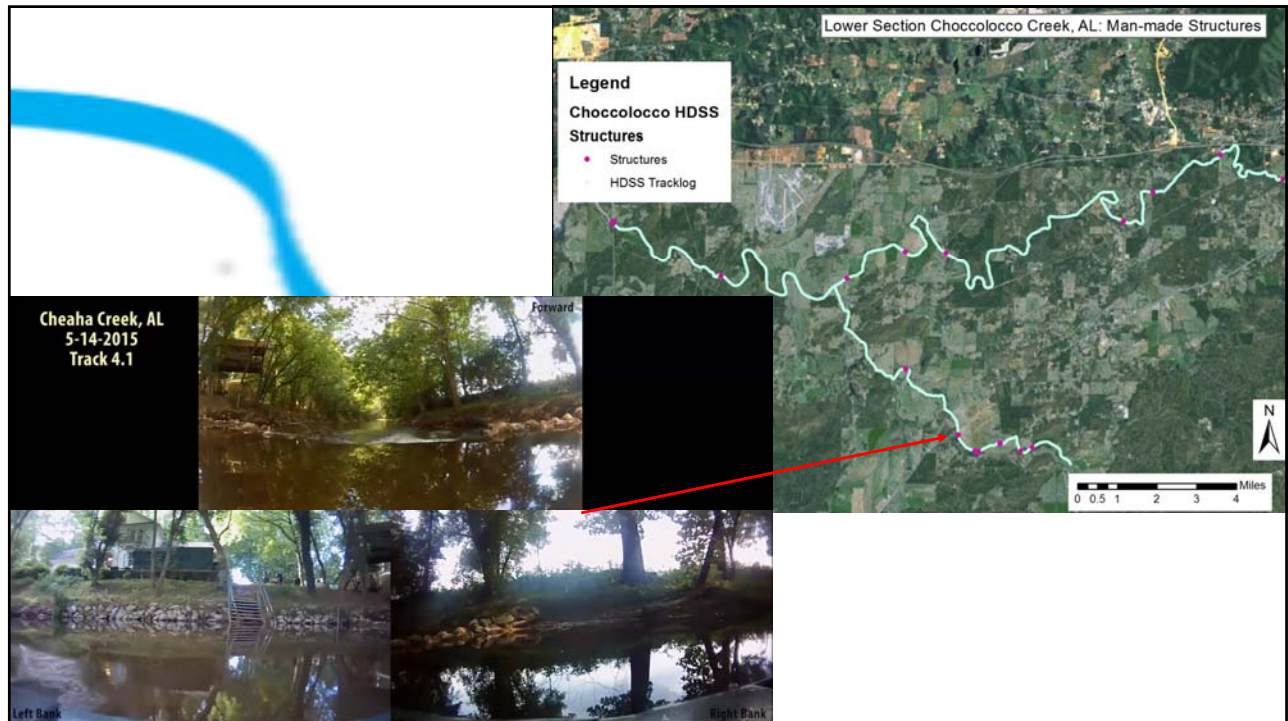 Lower Section Choccolocco Creek, AL: Man-made Structures
Legend
Choccolocco HDSS
Structures
Structures
HDSS Tracklog
N
Miles
0 0.5 1 2 3 4
Cheaha Creek, AL
5-14-2015
Track 4.1
Forward
Left Bank
Right Bank